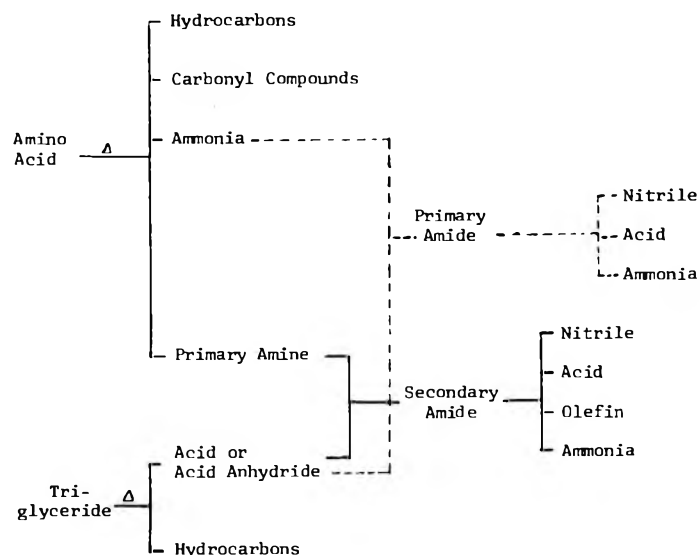 Hydrocarbons
Carbonyl Compounds
Amino
Acid
Δ
Ammonia
Primary
Amide
Nitrile
Acid
Ammonia
Primary Amine
Secondary
Amide
Nitrile
Acid
Olefin
Ammonia
Acid or
Acid Anhydride
Tri-
glyceride
Δ
Hydrocarbons